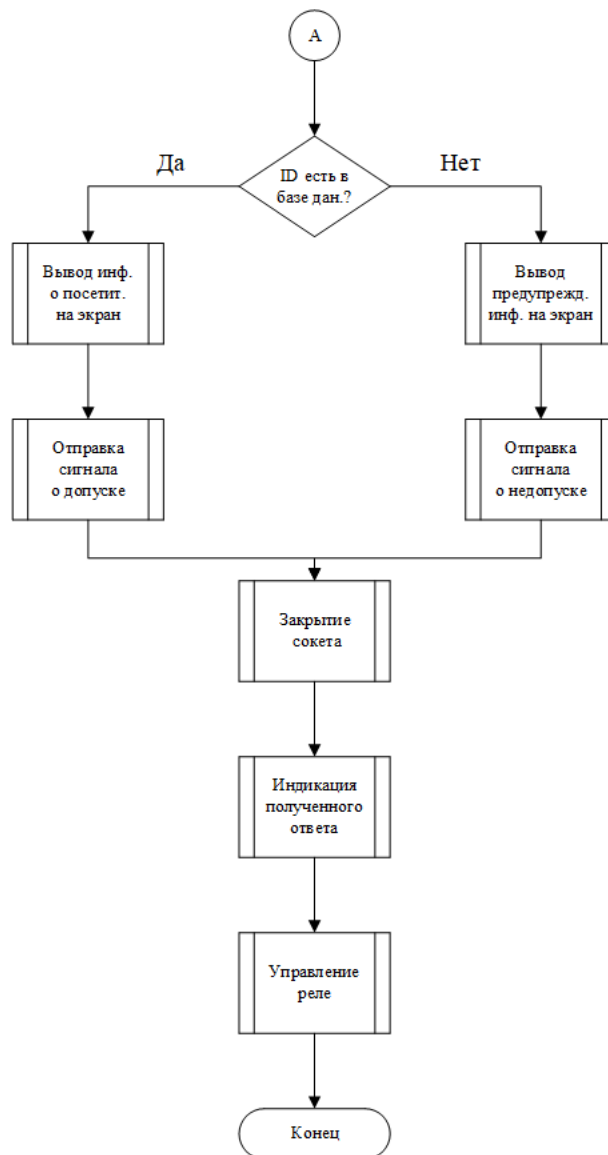 А
Да
Нет
ID есть в
базе дан.?
Вывод инф.
о посетит.
на экран
Вывод
предупрежд.
инф. на экран
Отправка
сигнала
о допуске
Отправка
сигнала
о недопуске
Закрытие
сокета
Индикация
полученного
ответа
Управление
реле
Конец